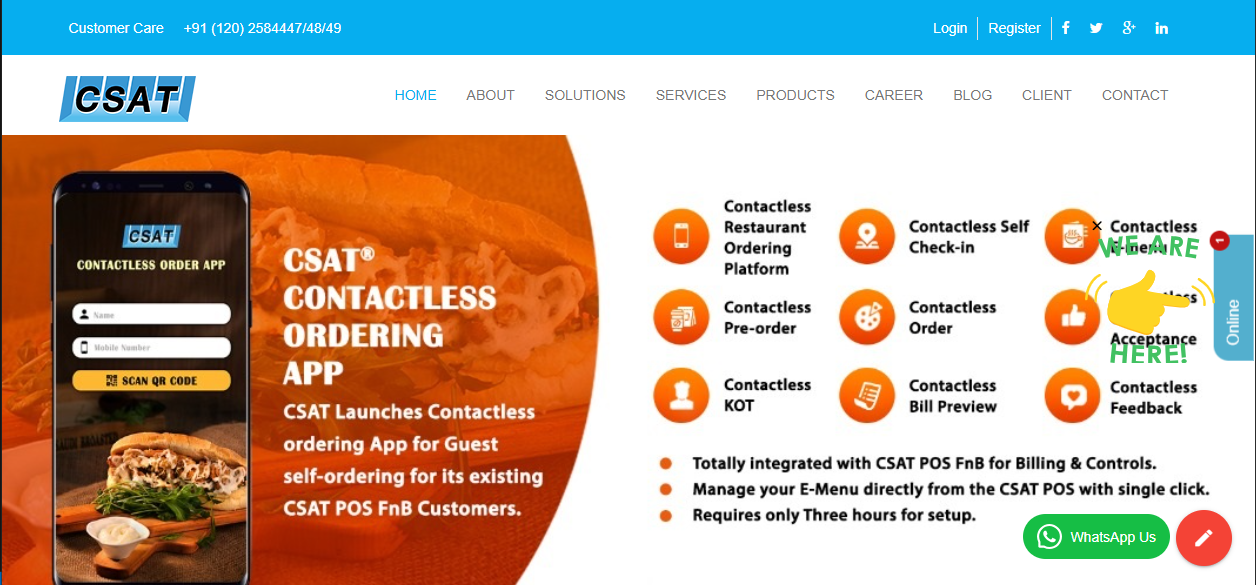 Customer Care +91 (120) 2584447/48/49
Login Register
CSAT
HOME ABOUT SOLUTIONS SERVICES PRODUCTS CAREER BLOG CLIENT CONTACT
CSAT
CONTACTLESS ORDER APP
Name
Mobile Number
SCAN QR CODE
CSAT®
CONTACTLESS
ORDERING
APP
CSAT Launches Contactless
ordering App for Guest
self-ordering for its existing
CSAT POS FnB Customers.
Contactless
Restaurant
Ordering
Platform
Contactless Self
Check-in
Contactless
E-menu
Contactless
Pre-order
Contactless
Order
Acceptance
Contactless
KOT
Contactless
Bill Preview
Contactless
Feedback
WE ARE
HERE!
1
Online
Totally integrated with CSAT POS FnB for Billing & Controls.
Manage your E-Menu directly from the CSAT POS with single click.
Requires only Three hours for setup.
WhatsApp Us